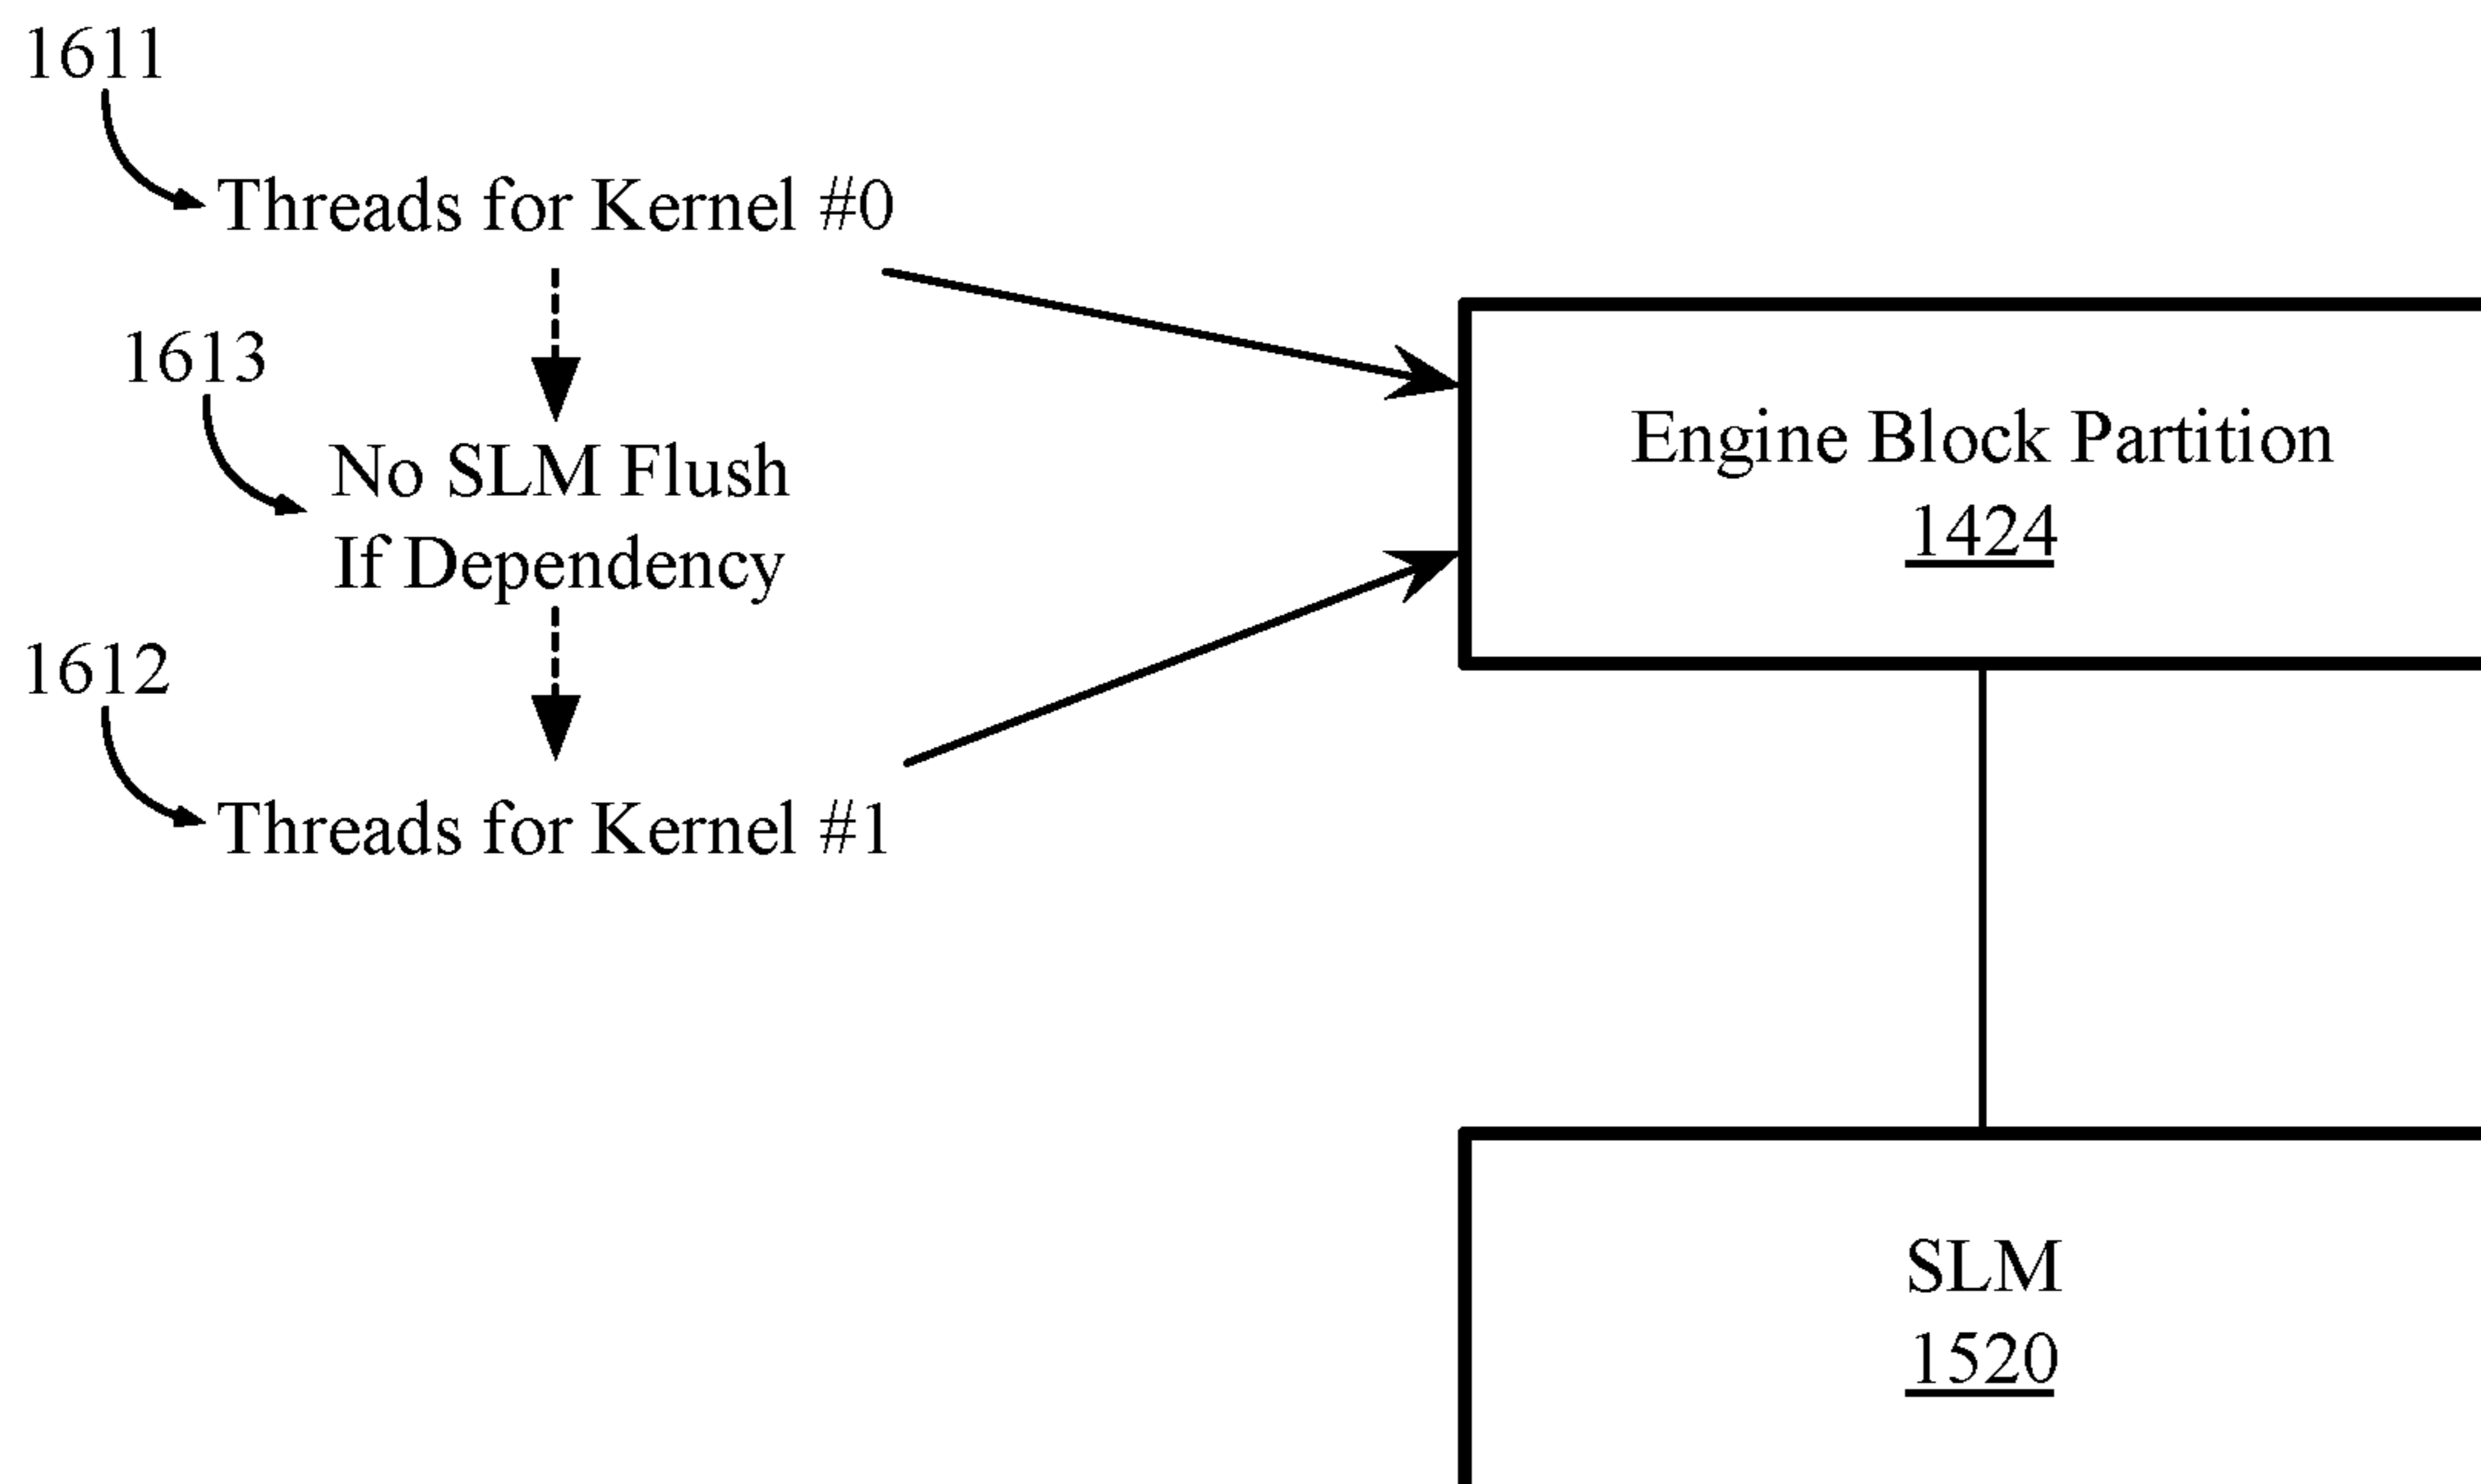 1611
Threads for Kernel #0
1613
No SLM Flush
If Dependency
1612
Threads for Kernel #1
Engine Block Partition
1424
SLM
1520